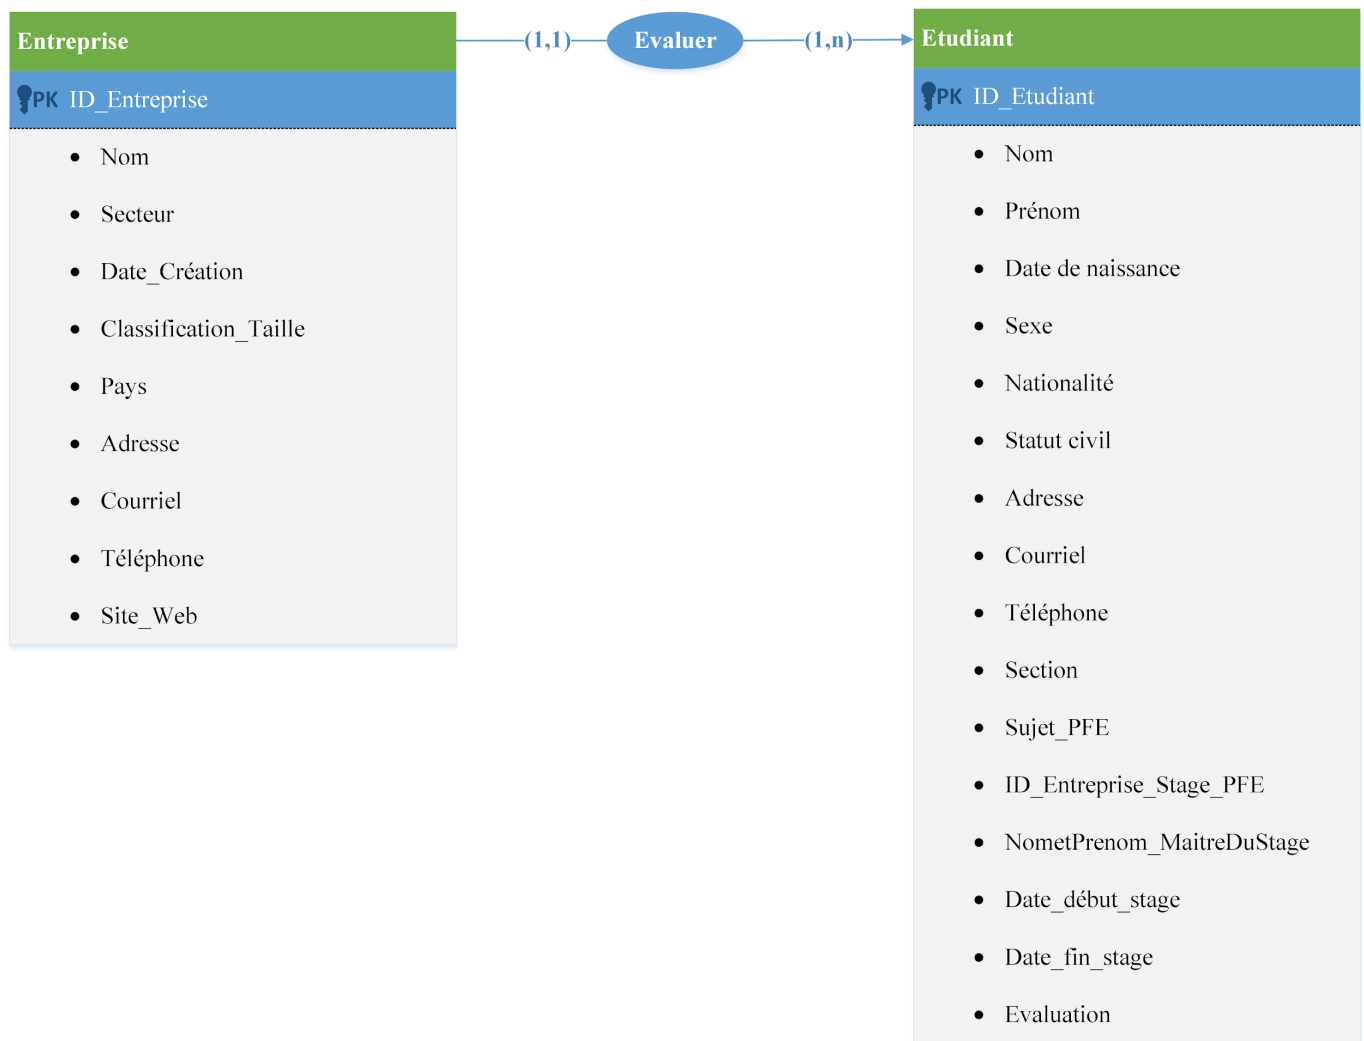 Entreprise
PK ID_Entreprise
• Nom
• Secteur
• Date_Création
• Classification_Taille
• Pays
• Adresse
• Courriel
• Téléphone
• Site_Web
(1,1)
Evaluer
(1,n)
Etudiant
PK ID_Etudiant
• Nom
• Prénom
• Date de naissance
• Sexe
• Nationalité
• Statut civil
• Adresse
• Courriel
• Téléphone
• Section
• Sujet_PFE
• ID_Entreprise_Stage_PFE
• NometPrenom_MaitreDuStage
• Date_début_stage
• Date_fin_stage
• Evaluation